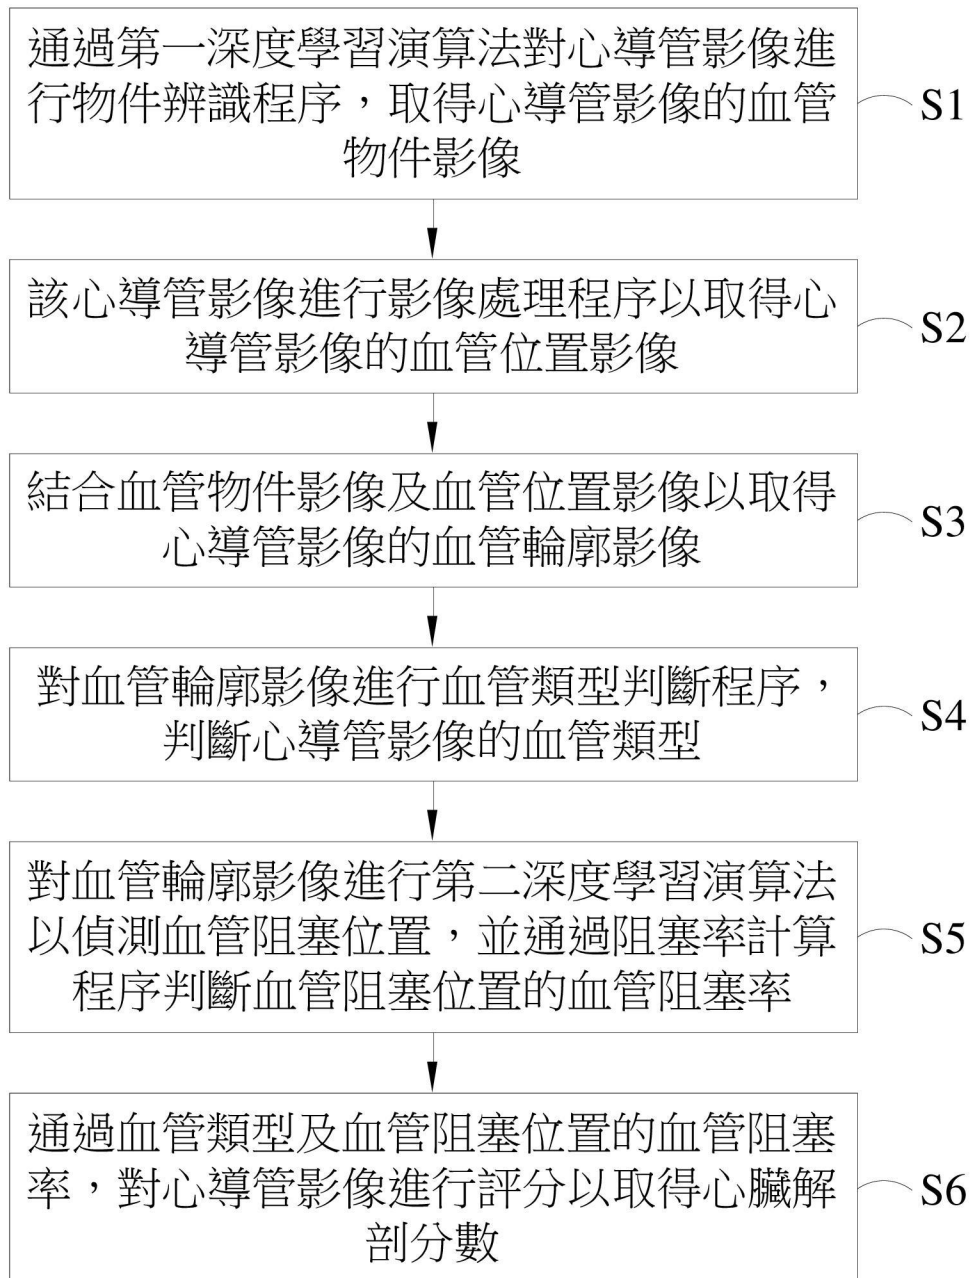 通過第一深度學習演算法對心導管影像進
行物件辨識程序，取得心導管影像的血管
物件影像
S1
該心導管影像進行影像處理程序以取得心
導管影像的血管位置影像
S2
結合血管物件影像及血管位置影像以取得
心導管影像的血管輪廓影像
S3
對血管輪廓影像進行血管類型判斷程序，
判斷心導管影像的血管類型
S4
對血管輪廓影像進行第二深度學習演算法
以偵測血管阻塞位置，並通過阻塞率計算
程序判斷血管阻塞位置的血管阻塞率
S5
通過血管類型及血管阻塞位置的血管阻塞
率，對心導管影像進行評分以取得心臟解
剖分數
S6